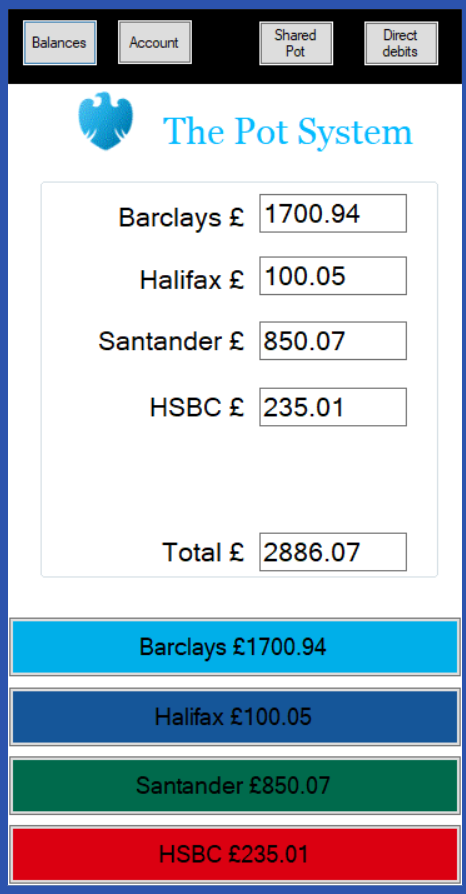 Balances
Account
Shared
Pot
Direct
debits
The Pot System
Barclays £ 1700.94
Halifax £ 100.05
Santander £ 850.07
HSBC £ 235.01
Total £ 2886.07
Barclays £1700.94
Halifax £100.05
Santander £850.07
HSBC £235.01